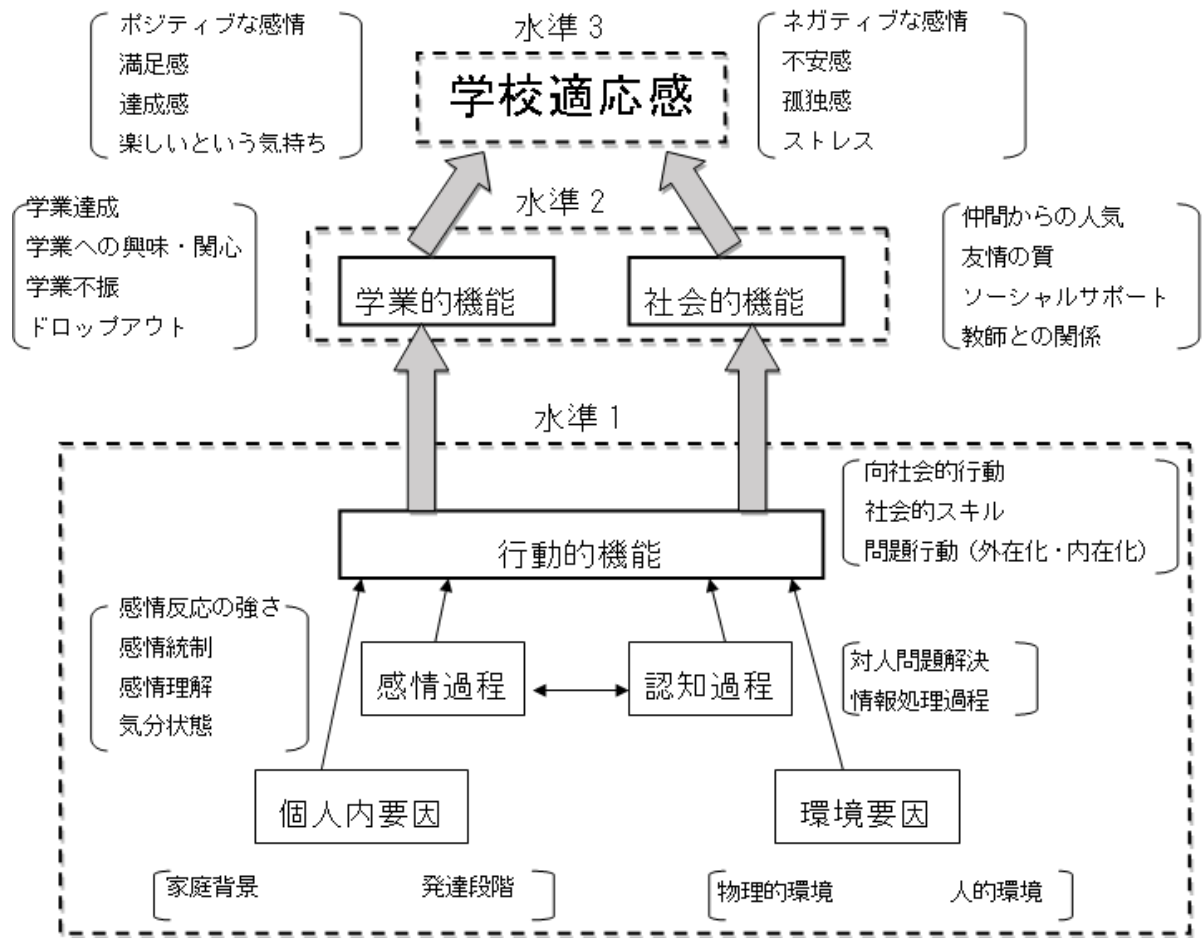 水準3
ポジティブな感情
満足感
達成感
楽しいという気持ち
学校適応感
ネガティブな感情
不安感
孤独感
ストレス
水準2
学業達成
学業への興味・関心
学業不振
ドロップアウト
学業的機能
社会的機能
仲間からの人気
友情の質
ソーシャルサポート
教師との関係
水準1
向社会的行動
社会的スキル
問題行動（外在化・内在化）
行動的機能
感情反応の強さ
感情統制
感情理解
気分状態
感情過程
認知過程
対人問題解決
情報処理過程
個人内要因
環境要因
家庭背景 発達段階
物理的環境 人的環境